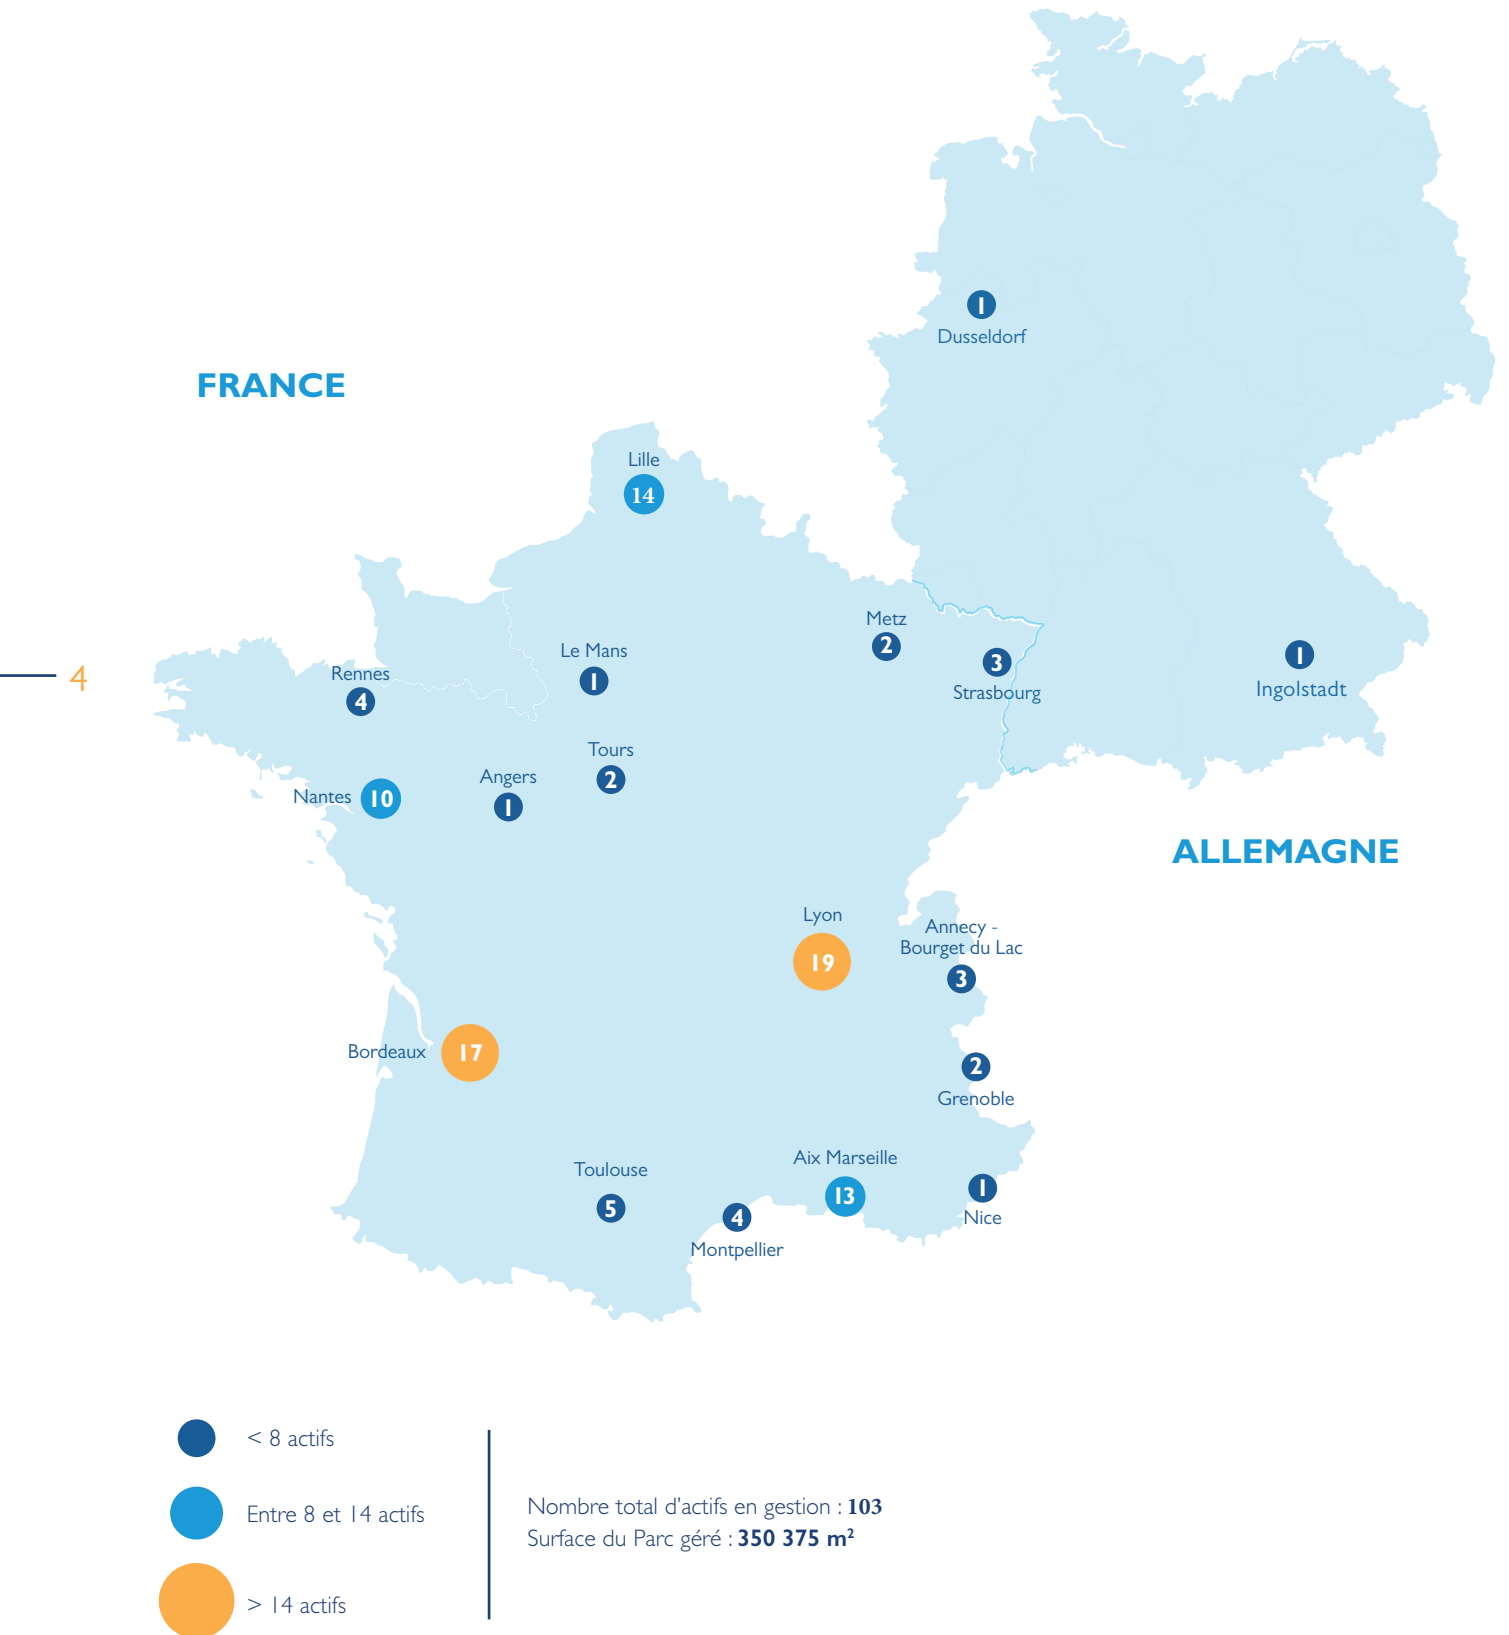 1
Dusseldorf
FRANCE
Lille
14
Metz
2
Le Mans
1
3
Strasbourg
1
Ingolstadt
4
Rennes
4
Tours
2
Angers
1
Nantes
10
ALLEMAGNE
Lyon
19
Annecy -
Bourget du Lac
3
Bordeaux
17
2
Grenoble
Aix Marseille
13
Toulouse
5
4
Montpellier
1
Nice
< 8 actifs
Entre 8 et 14 actifs
> 14 actifs
Nombre total d'actifs en gestion : 103
Surface du Parc géré : 350 375 m²